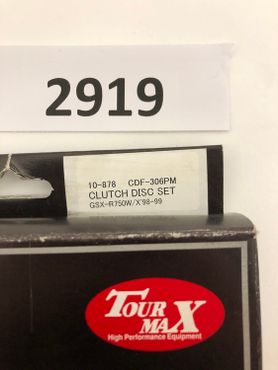 2919
10-878 CDF-306PM
CLUTCH DISC SET
GSX-R750W/X'98-99
TOUR
MAX
High Performance Equipment